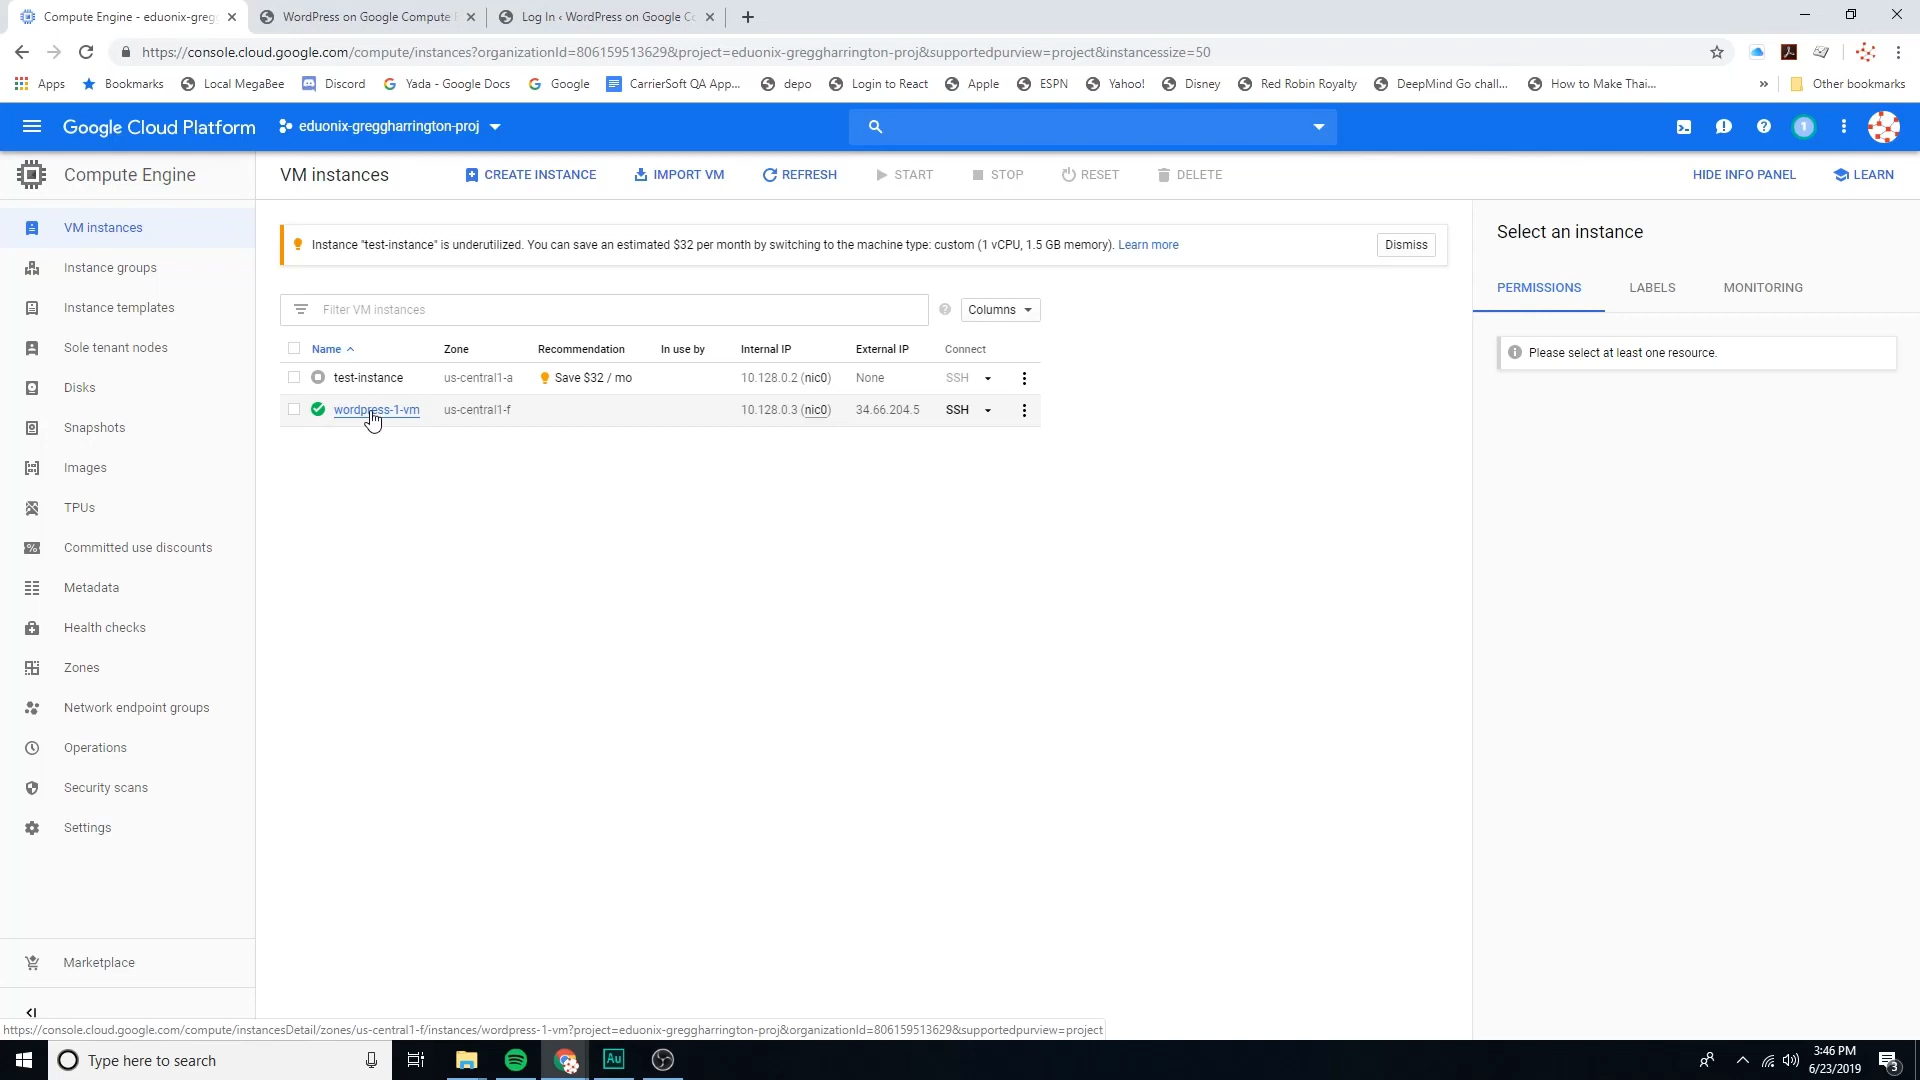 Compute Engine - eduonix-greg
WordPress on Google Compute E
Log In ‹ WordPress on Google Co
https://console.cloud.google.com/compute/instances?organizationId=806159513629&project=eduonix-greggharrington-proj&supportedpurview=project&instancessize=50
Apps
Bookmarks
Local MegaBee
Discord
Yada - Google Docs
Google
CarrierSoft QA App...
depo
Login to React
Apple
ESPN
Yahoo!
Disney
Red Robin Royalty
DeepMind Go chall...
How to Make Thai...
»
Other bookmarks
Google Cloud Platform
eduonix-greggharrington-proj
1
Compute Engine
VM instances
CREATE INSTANCE
IMPORT VM
REFRESH
START
STOP
RESET
DELETE
HIDE INFO PANEL
LEARN
VM instances
Instance groups
Instance templates
Sole tenant nodes
Disks
Snapshots
Images
TPUs
Committed use discounts
Metadata
Health checks
Zones
Network endpoint groups
Operations
Security scans
Settings
Marketplace
Instance "test-instance" is underutilized. You can save an estimated $32 per month by switching to the machine type: custom (1 vCPU, 1.5 GB memory). Learn more
Dismiss
Filter VM instances
Columns
Name Zone Recommendation In use by Internal IP External IP Connect
test-instance us-central1-a Save $32 / mo 10.128.0.2 (nic0) None SSH
wordpress-1-vm us-central1-f 10.128.0.3 (nic0) 34.66.204.5 SSH
Select an instance
PERMISSIONS
LABELS
MONITORING
Please select at least one resource.
https://console.cloud.google.com/compute/instancesDetail/zones/us-central1-f/instances/wordpress-1-vm?project=eduonix-greggharrington-proj&organizationId=806159513629&supportedpurview=project
Type here to search
Au
3:46 PM
6/23/2019
3